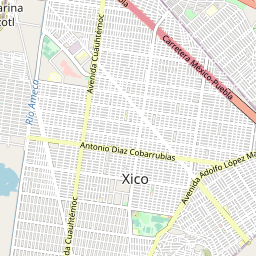 arina
otl
Avenida Cuauhtémoc
Carretera México-Puebla
Río Ameca
Antonio Díaz Cobarrubias
Xico
Avenida Adolfo López Ma
Avenida Cuauhtémoc